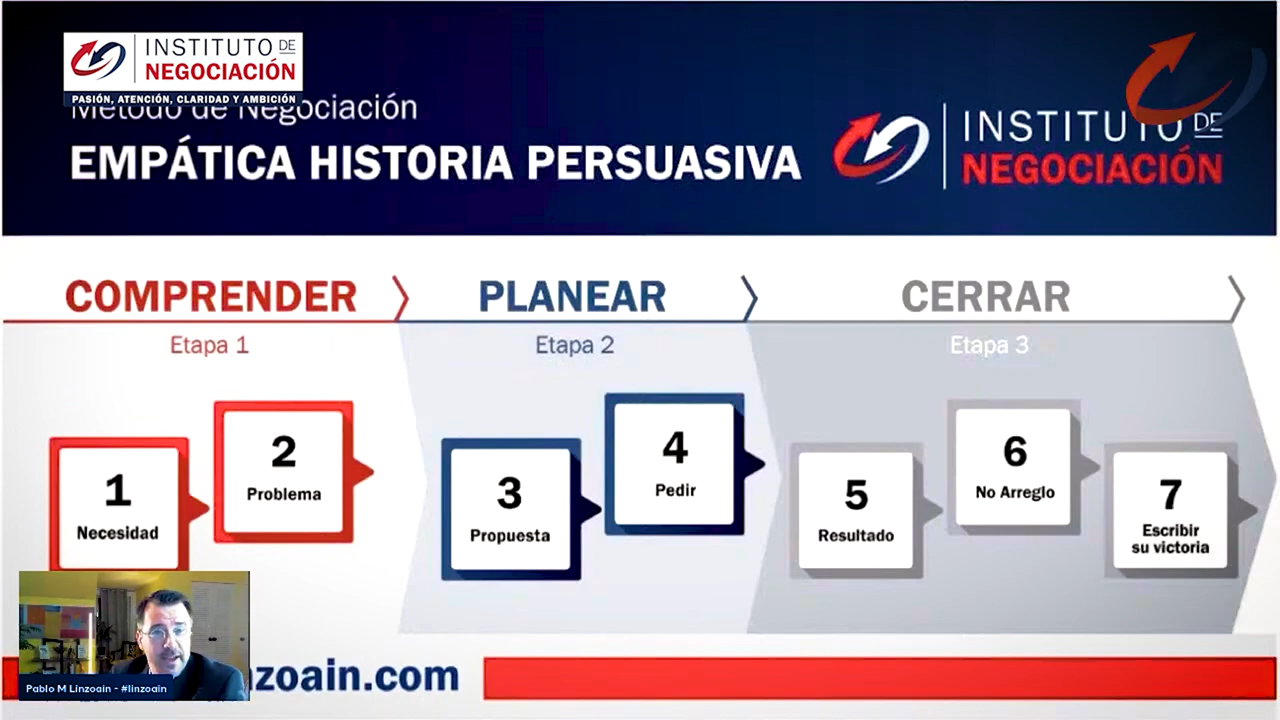 INSTITUTO DE
NEGOCIACIÓN
PASIÓN, ATENCIÓN, CLARIDAD Y AMBICIÓN
Método de Negociación
EMPÁTICA HISTORIA PERSUASIVA
INSTITUTO DE
NEGOCIACIÓN
COMPRENDER
PLANEAR
CERRAR
Etapa 1
Etapa 2
Etapa 3
1
Necesidad
2
Problema
3
Propuesta
4
Pedir
5
Resultado
6
No Arreglo
7
Escribir
su victoria
nzoain.com
Pablo M Linzoain - #linzoain